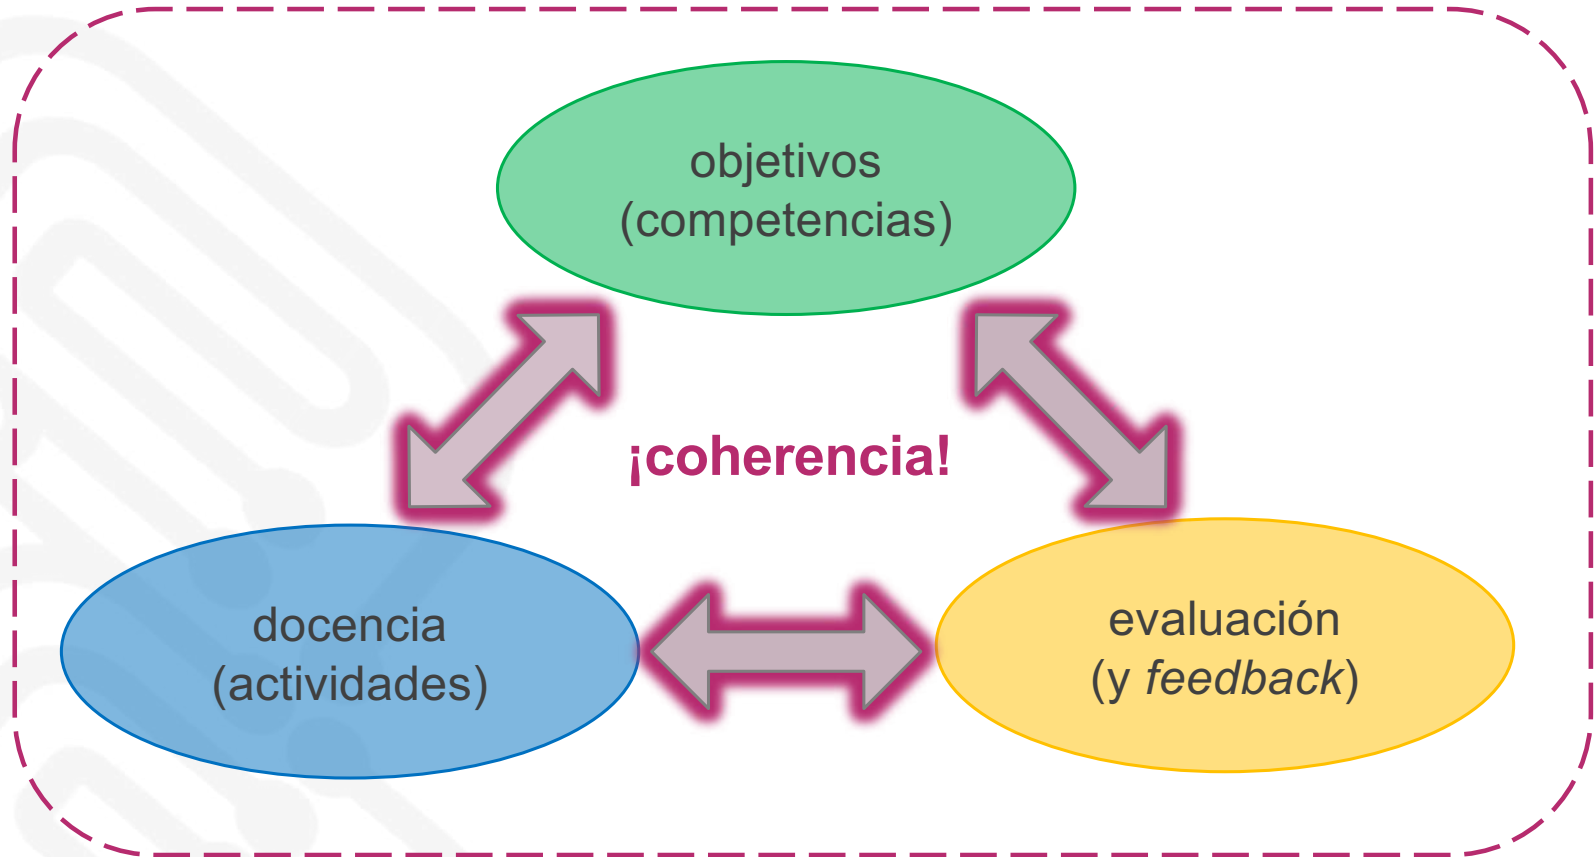 objetivos
(competencias)
¡coherencia!
docencia
(actividades)
evaluación
(y feedback)